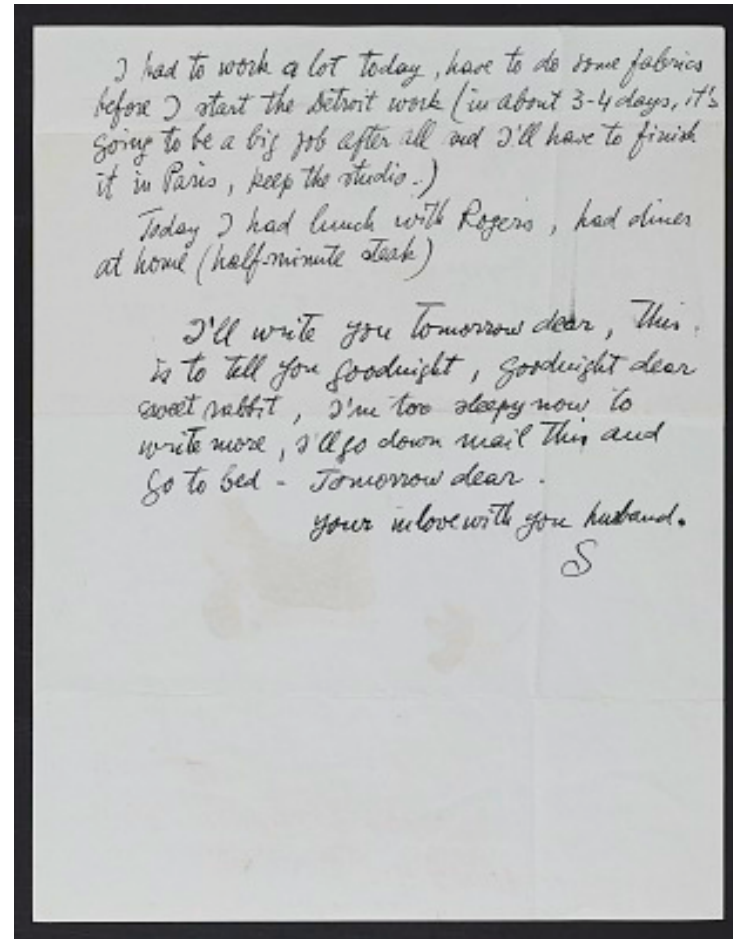 I had to work a lot today, have to do some fabrics
before I start the Detroit work (in about 3-4 days, it's
going to be a big job after all and I'll have to finish
it in Paris, keep the studio..)
Today I had lunch with Rogers, had diner
at home (half-minute steak)
I'll write you tomorrow dear, This
is to tell you goodnight, goodnight dear
sweet rabbit, I'm too sleepy now to
write more, I'll go down mail this and
go to bed - Tomorrow dear.
your in love with you husband.
S